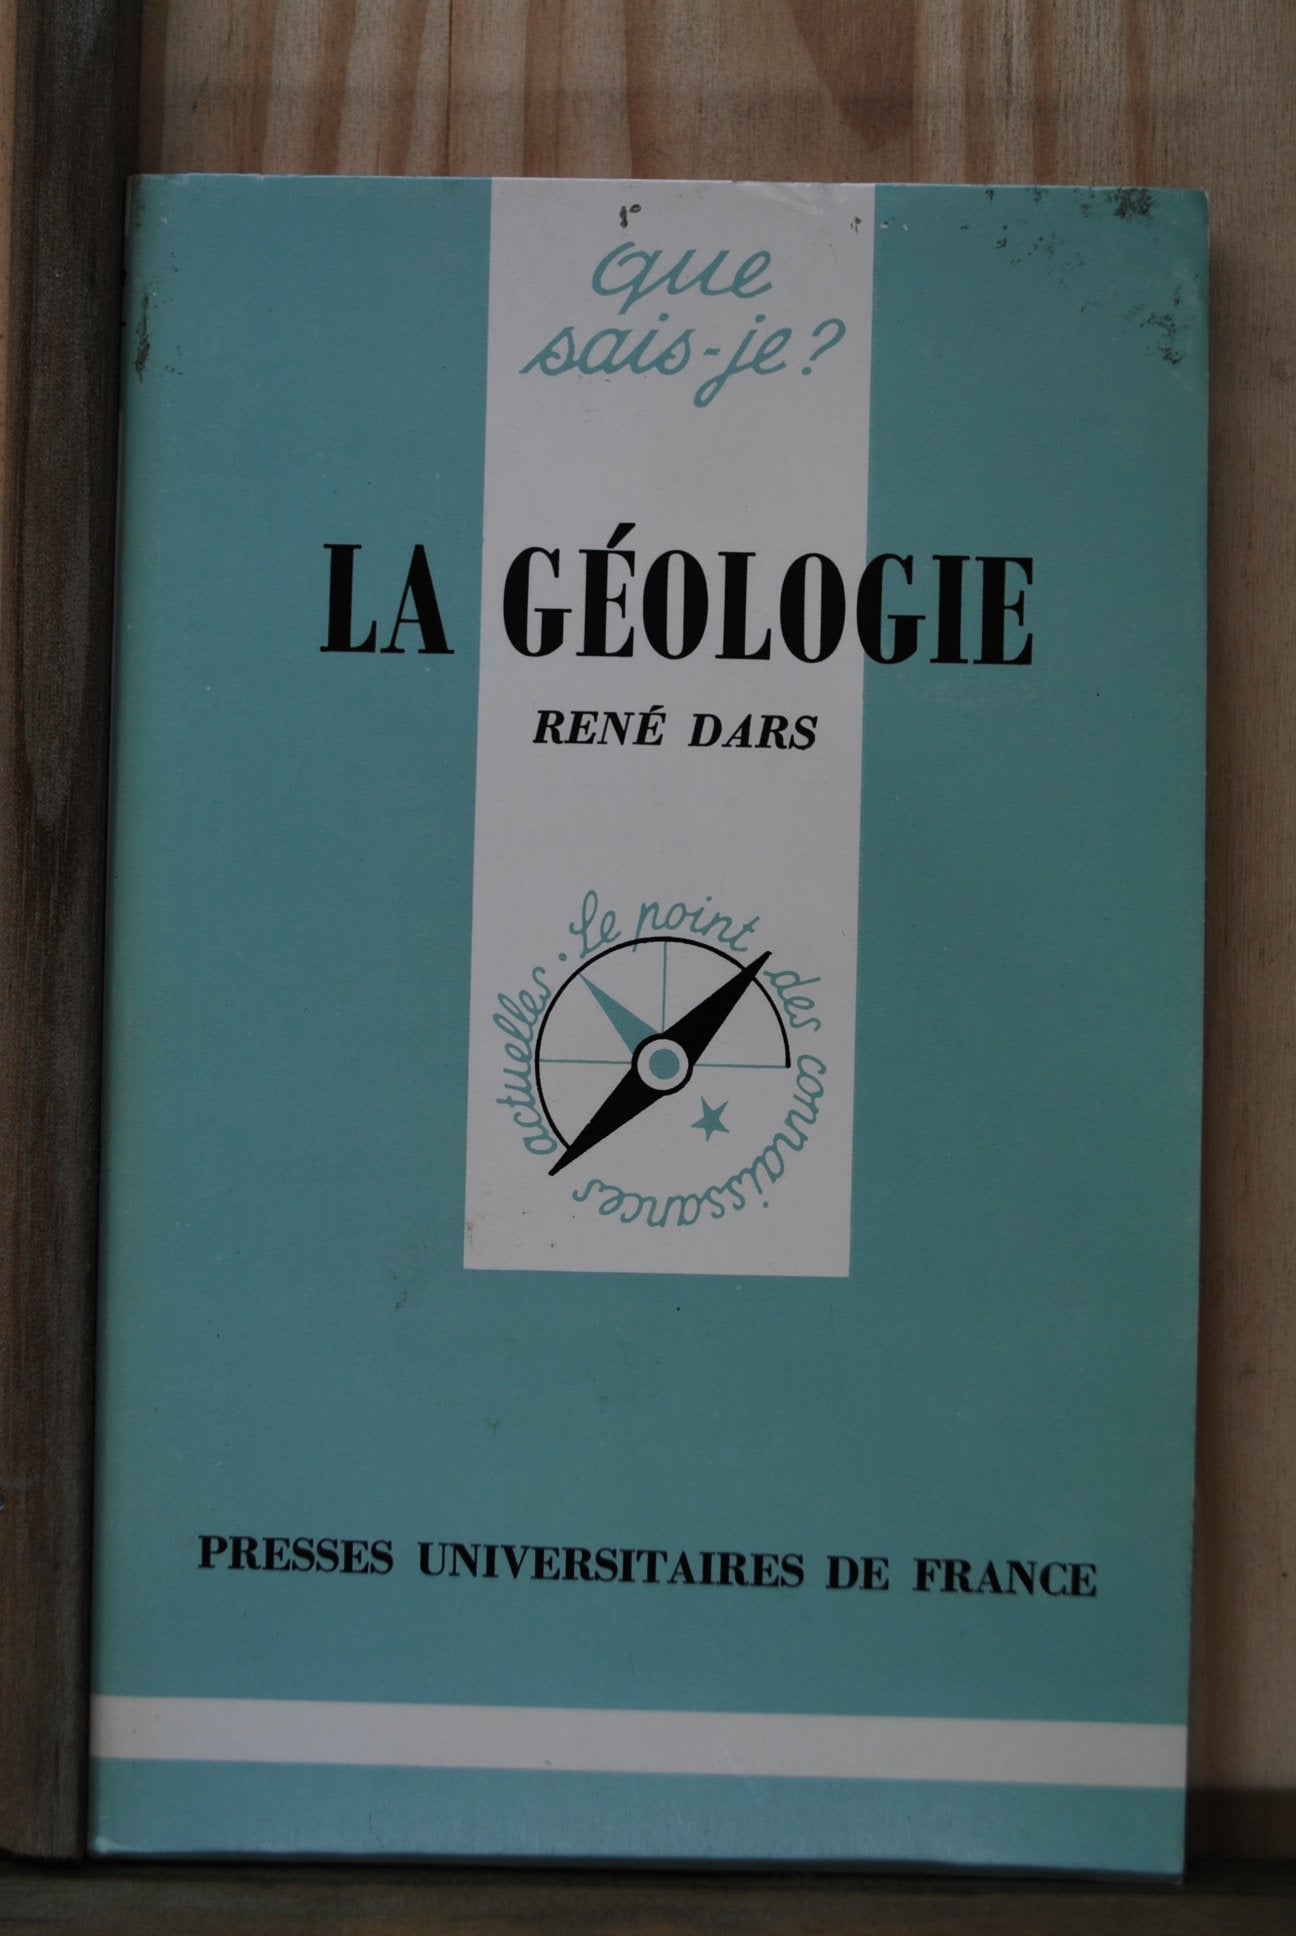 que
sais-je?
LA GÉOLOGIE
RENÉ DARS
Le point des connaissances actuelles.
PRESSES UNIVERSITAIRES DE FRANCE